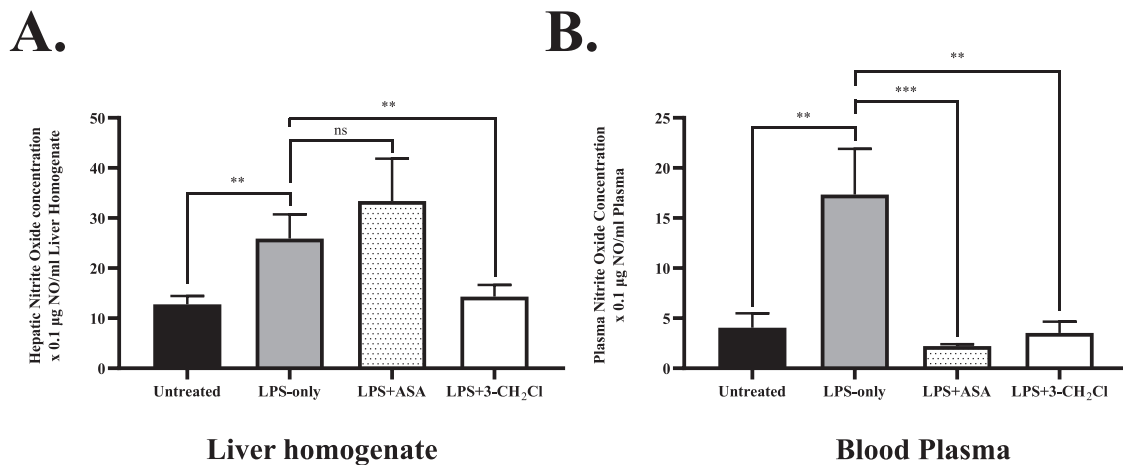 A.
Hepatic Nitrite Oxide concentration
x 0.1 µg NO/ml Liver Homogenate
50
40
30
20
10
0
**
ns
**
Untreated
LPS-only
LPS+ASA
LPS+3-CH₂Cl
Liver homogenate
B.
Plasma Nitrite Oxide Concentration
x 0.1 µg NO/ml Plasma
25
20
15
10
5
0
**
***
**
Untreated
LPS-only
LPS+ASA
LPS+3-CH₂Cl
Blood Plasma